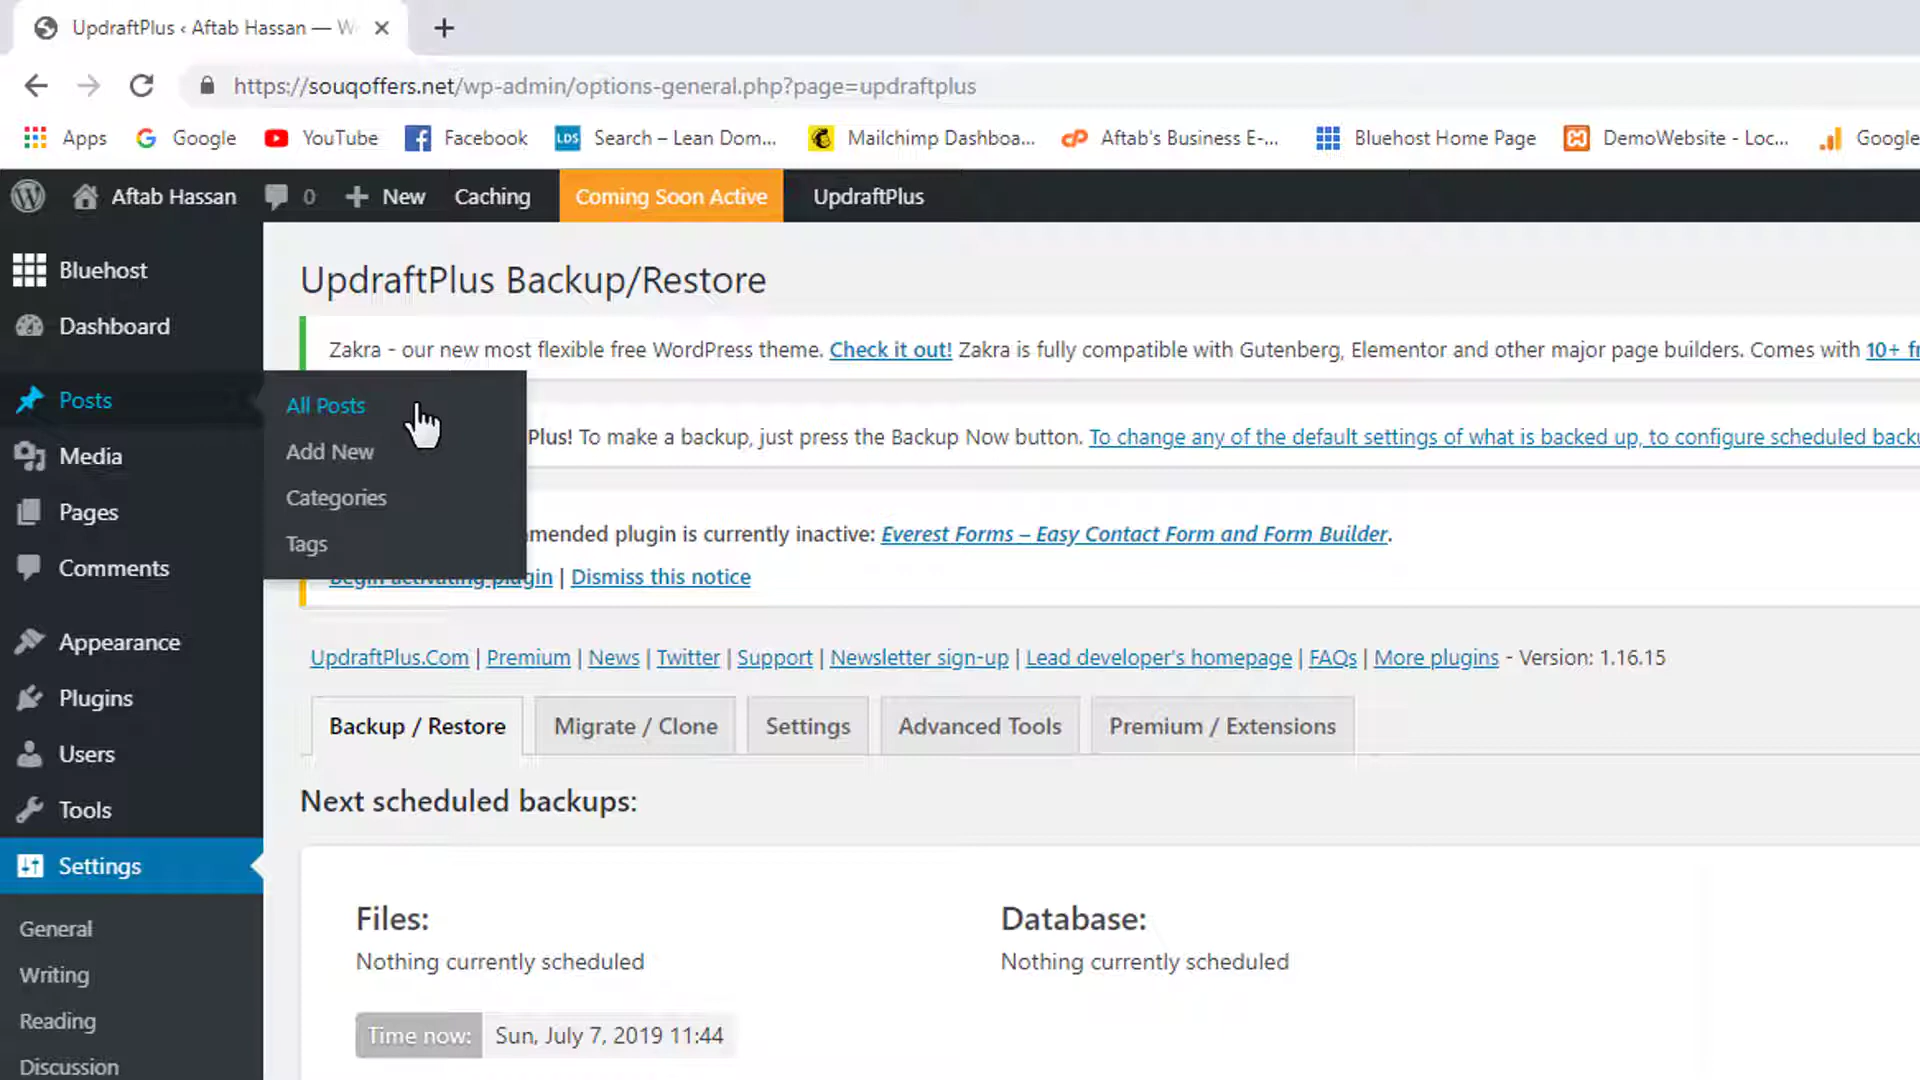 UpdraftPlus ‹ Aftab Hassan — W
https://souqoffers.net/wp-admin/options-general.php?page=updraftplus
Apps Google YouTube Facebook LDS Search – Lean Dom... Mailchimp Dashboa... cP Aftab's Business E-... Bluehost Home Page DemoWebsite - Loc... Google
Aftab Hassan 0 New Caching Coming Soon Active UpdraftPlus
Bluehost
Dashboard
Posts
Media
Pages
Comments
Appearance
Plugins
Users
Tools
Settings
General
Writing
Reading
Discussion
All Posts
Add New
Categories
Tags
UpdraftPlus Backup/Restore
Zakra - our new most flexible free WordPress theme. Check it out! Zakra is fully compatible with Gutenberg, Elementor and other major page builders. Comes with 10+ fr
Plus! To make a backup, just press the Backup Now button. To change any of the default settings of what is backed up, to configure scheduled backu
mended plugin is currently inactive: Everest Forms – Easy Contact Form and Form Builder.
Begin activating plugin | Dismiss this notice
UpdraftPlus.Com | Premium | News | Twitter | Support | Newsletter sign-up | Lead developer's homepage | FAQs | More plugins - Version: 1.16.15
Backup / Restore Migrate / Clone Settings Advanced Tools Premium / Extensions
Next scheduled backups:
Files:
Nothing currently scheduled
Database:
Nothing currently scheduled
Time now: Sun, July 7, 2019 11:44